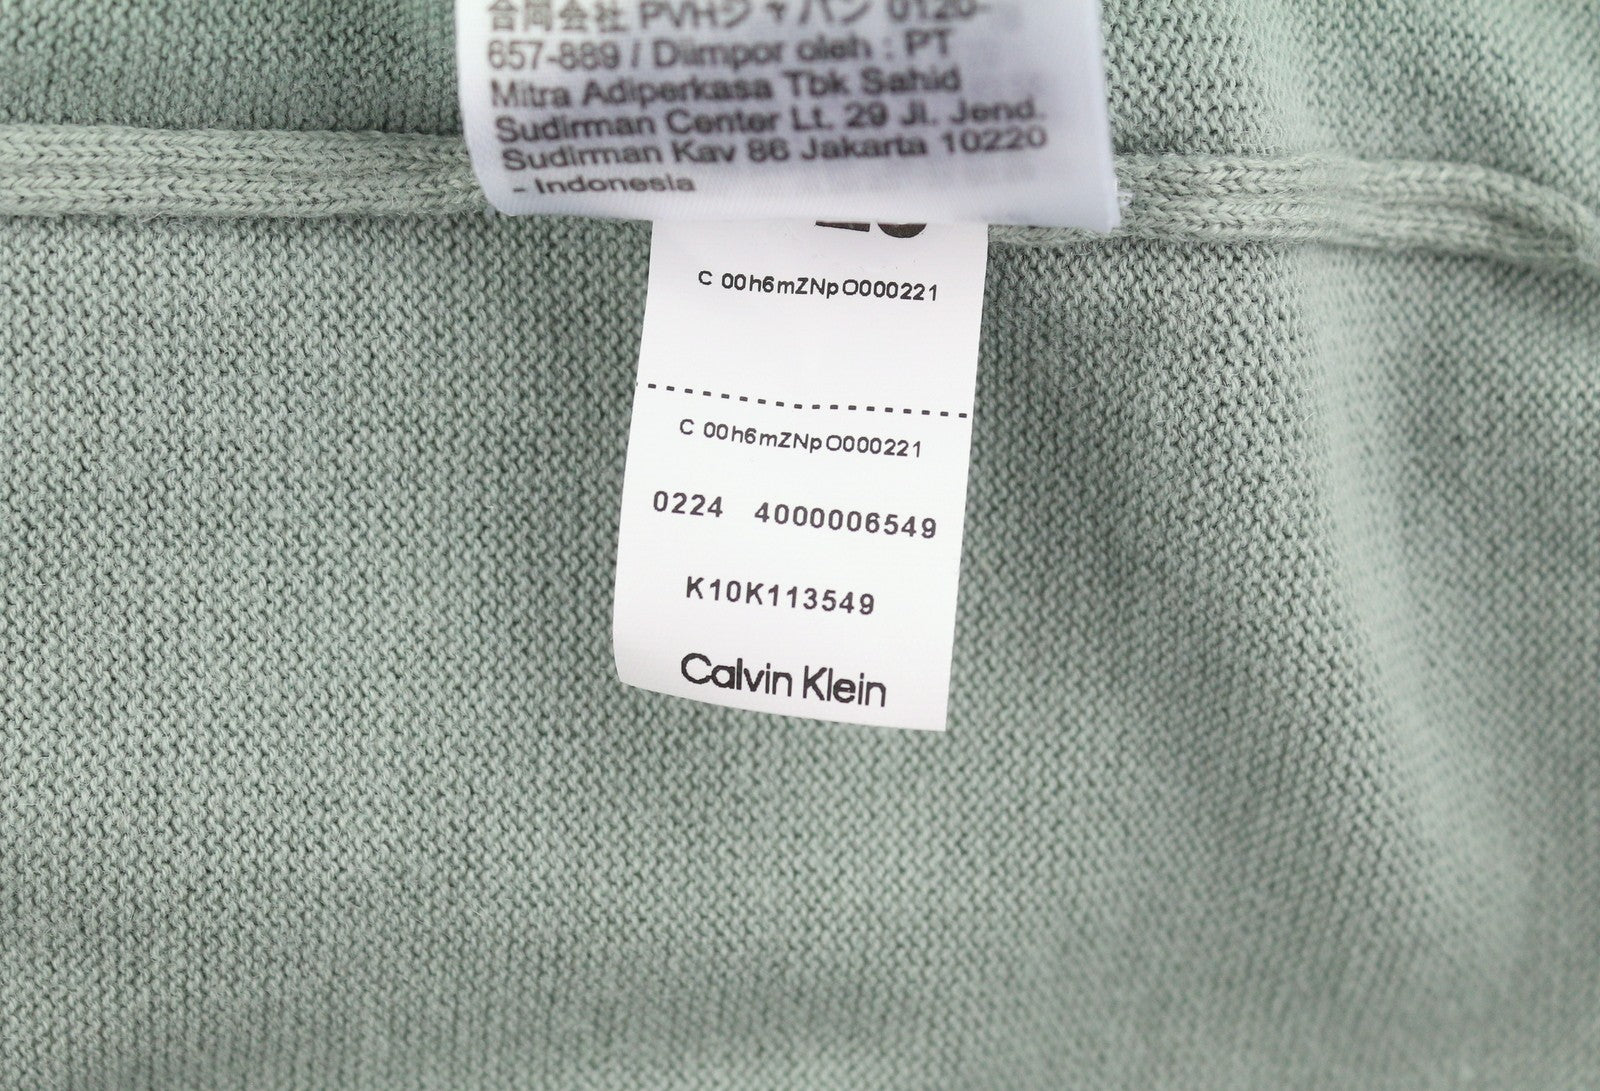 合同会社 PVHジャパン 0120-
657-889 / Diimpor oleh : PT
Mitra Adiperkasa Tbk Sahid
Sudirman Center Lt. 29 Jl. Jend.
Sudirman Kav 86 Jakarta 10220
- Indonesia
C 00h6mZNpO000221
C 00h6mZNpO000221
0224 4000006549
K10K113549
Calvin Klein